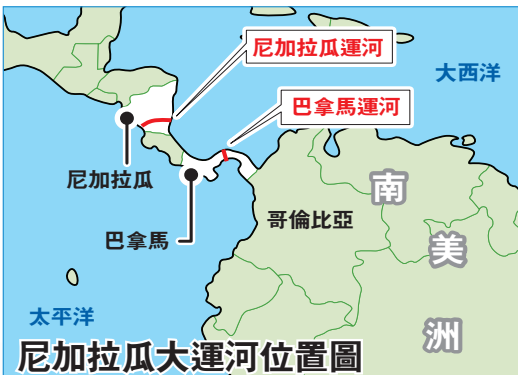 尼加拉瓜運河
大西洋
巴拿馬運河
尼加拉瓜
南
哥倫比亞
巴拿馬
美
太平洋
洲
尼加拉瓜大運河位置圖